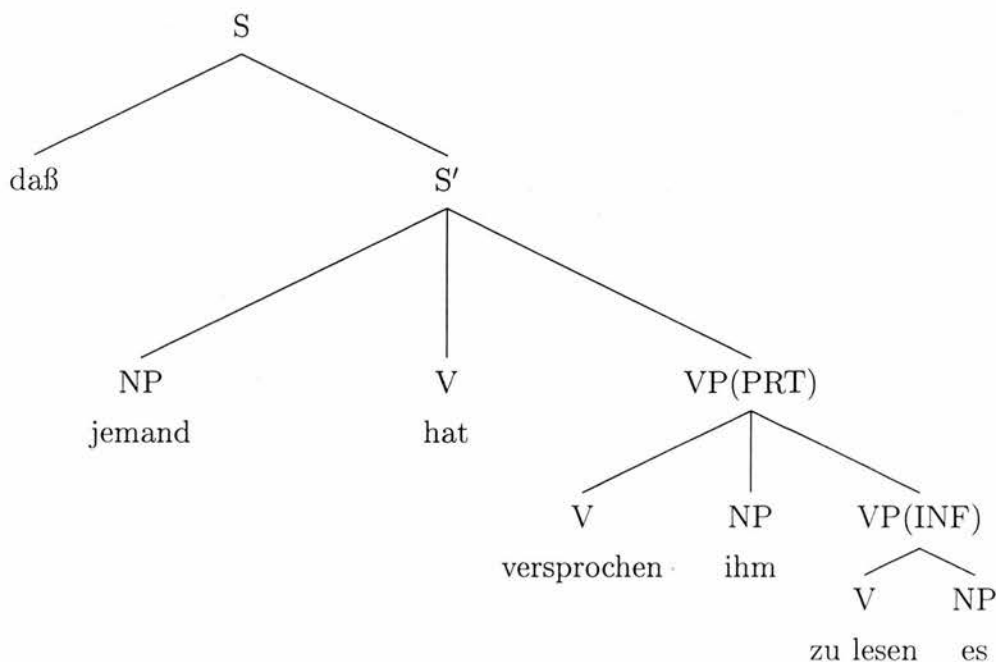 S
daß
S′
NP V VP(PRT)
jemand hat
V NP VP(INF)
versprochen ihm
V NP
zu lesen es